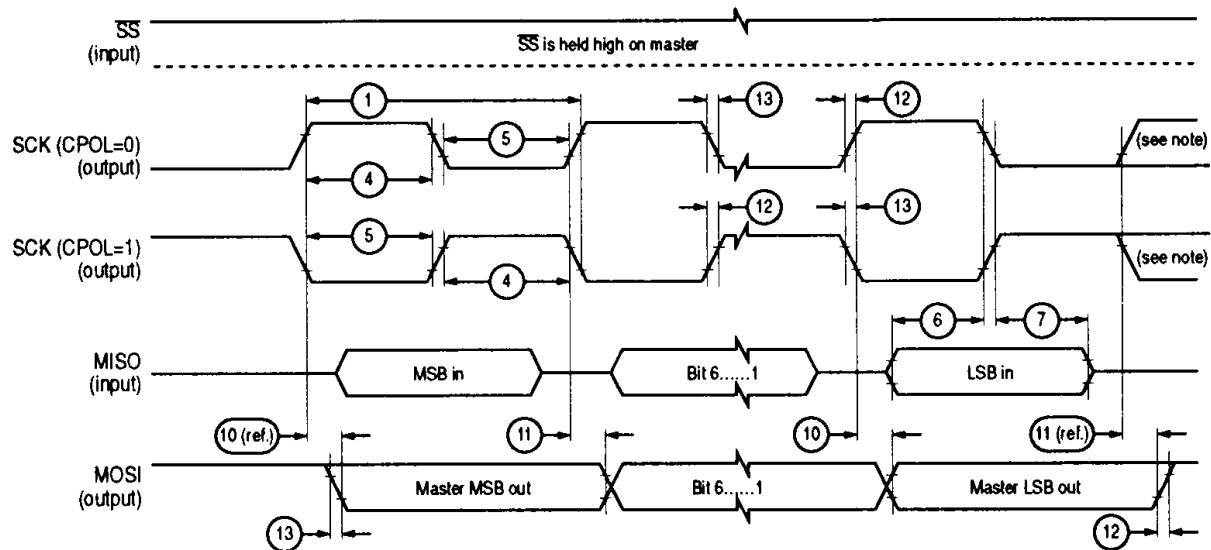 S̅S̅
(input)
S̅S̅ is held high on master
1
13
12
SCK (CPOL=0)
(output)
5
(see note)
4
5
12
13
SCK (CPOL=1)
(output)
4
(see note)
6
7
MISO
(input)
MSB in
Bit 6......1
LSB in
10 (ref.)
11
10
11 (ref.)
MOSI
(output)
Master MSB out
Bit 6......1
Master LSB out
13
12